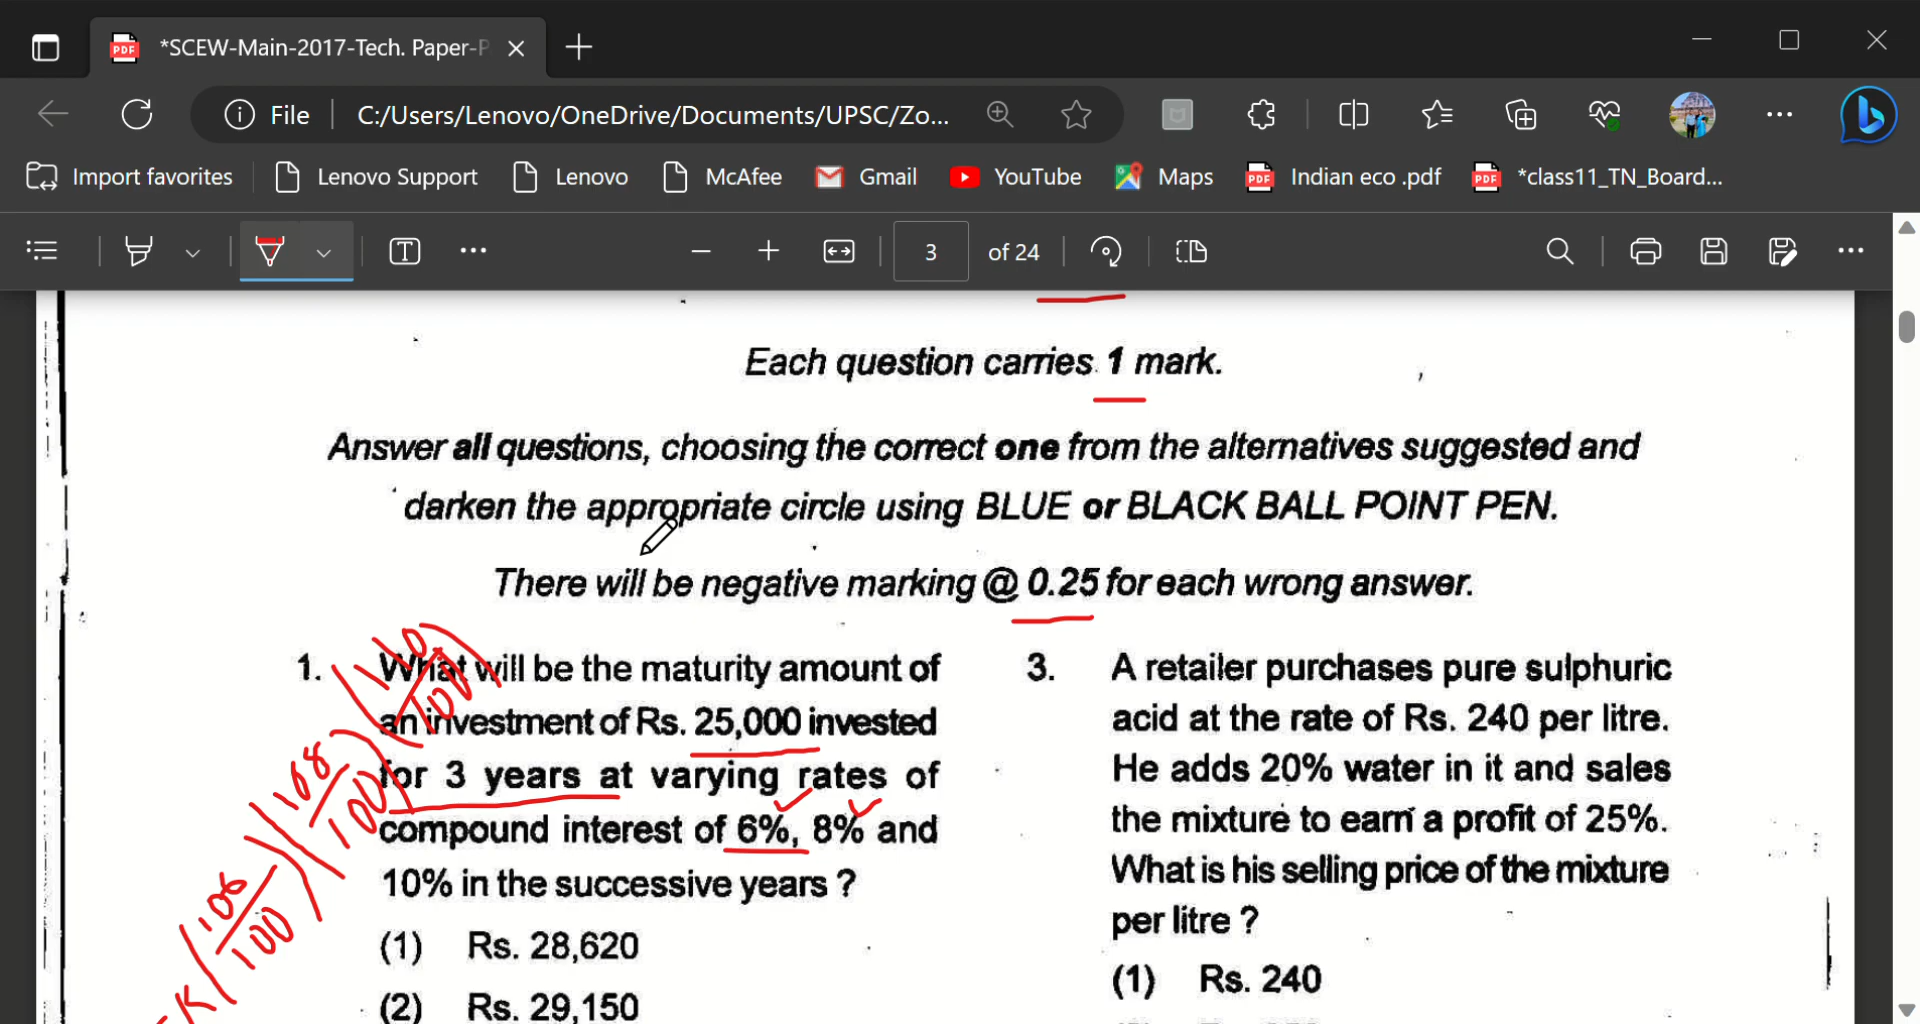 *SCEW-Main-2017-Tech. Paper-P
File
C:/Users/Lenovo/OneDrive/Documents/UPSC/Zo...
Import favorites
Lenovo Support
Lenovo
McAfee
Gmail
YouTube
Maps
Indian eco .pdf
*class11_TN_Board...
3 of 24
Each question carries 1 mark.
Answer all questions, choosing the correct one from the alternatives suggested and
darken the appropriate circle using BLUE or BLACK BALL POINT PEN.
There will be negative marking @ 0.25 for each wrong answer.
1. What will be the maturity amount of
an investment of Rs. 25,000 invested
for 3 years at varying rates of
compound interest of 6%, 8% and
10% in the successive years ?
(1) Rs. 28,620
(2) Rs. 29,150
K(106/100)(108/100)(110/100)
3. A retailer purchases pure sulphuric
acid at the rate of Rs. 240 per litre.
He adds 20% water in it and sales
the mixture to earn a profit of 25%.
What is his selling price of the mixture
per litre ?
(1) Rs. 240